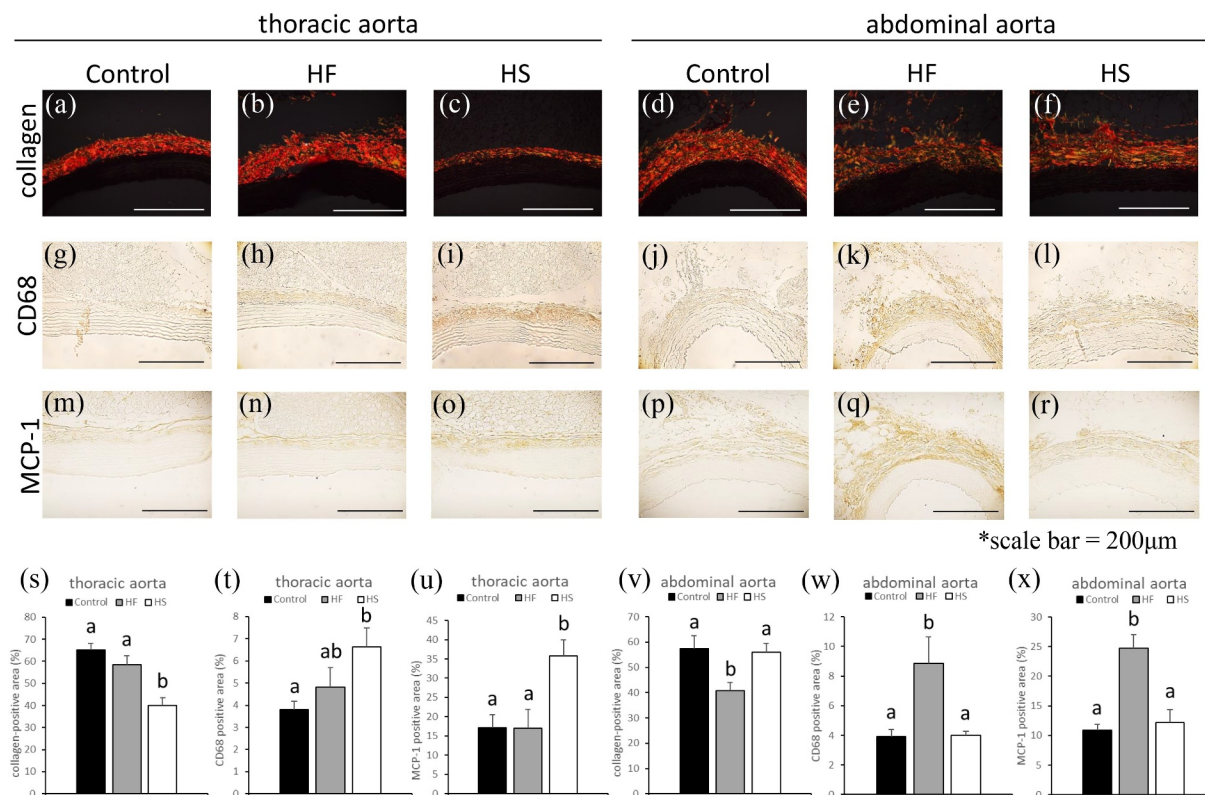 thoracic aorta abdominal aorta
Control HF HS Control HF HS
collagen (a) (b) (c) (d) (e) (f)
CD68 (g) (h) (i) (j) (k) (l)
MCP-1 (m) (n) (o) (p) (q) (r)
*scale bar = 200μm
(s) thoracic aorta (t) thoracic aorta (u) thoracic aorta (v) abdominal aorta (w) abdominal aorta (x) abdominal aorta
Control HF HS Control HF HS Control HF HS Control HF HS Control HF HS Control HF HS
collagen-positive area (%)
80
70
60
50
40
30
20
10
0
a a b
CD68 positive area (%)
8
7
6
5
4
3
2
1
0
a ab b
MCP-1 positive area (%)
45
40
35
30
25
20
15
10
5
0
a a b
collagen-positive area (%)
80
70
60
50
40
30
20
10
0
a b a
CD68 positive area (%)
12
10
8
6
4
2
0
a b a
MCP-1 positive area (%)
30
25
20
15
10
5
0
a b a